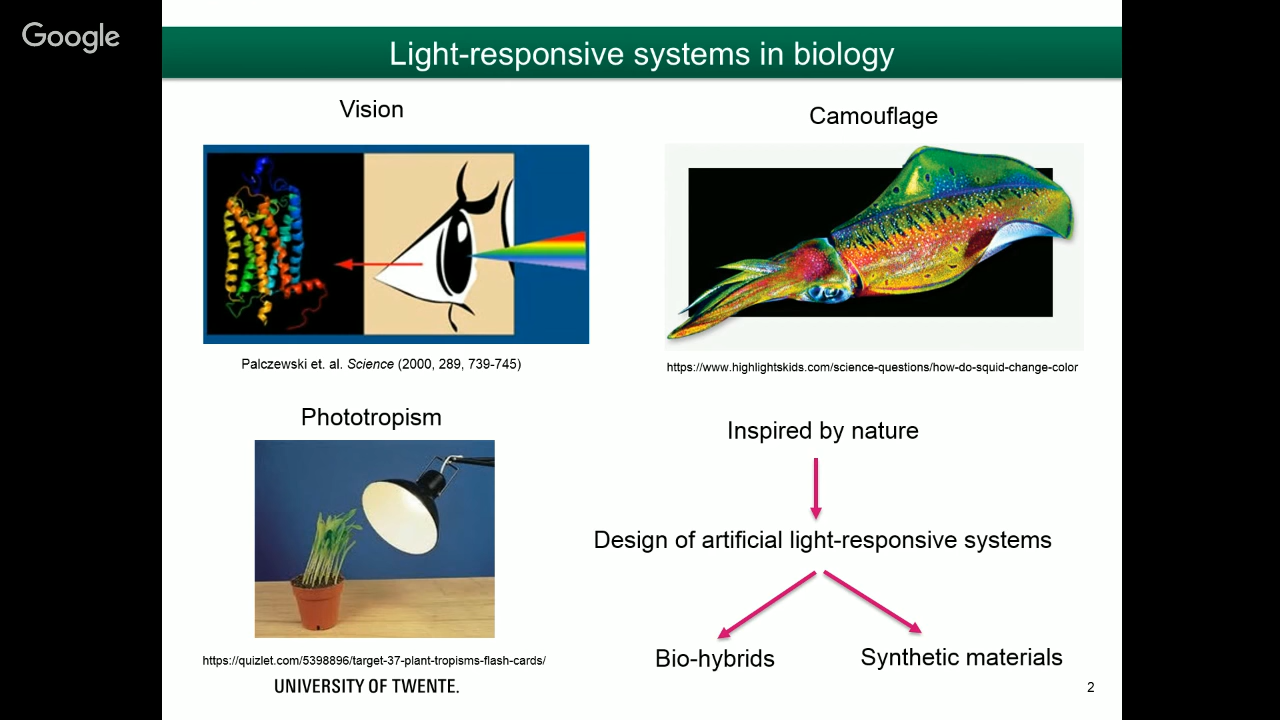 Google
Light-responsive systems in biology
Vision
Camouflage
Palczewski et. al. Science (2000, 289, 739-745)
https://www.highlightskids.com/science-questions/how-do-squid-change-color
Phototropism
Inspired by nature
Design of artificial light-responsive systems
Bio-hybrids
Synthetic materials
https://quizlet.com/5398896/target-37-plant-tropisms-flash-cards/
UNIVERSITY OF TWENTE.
2